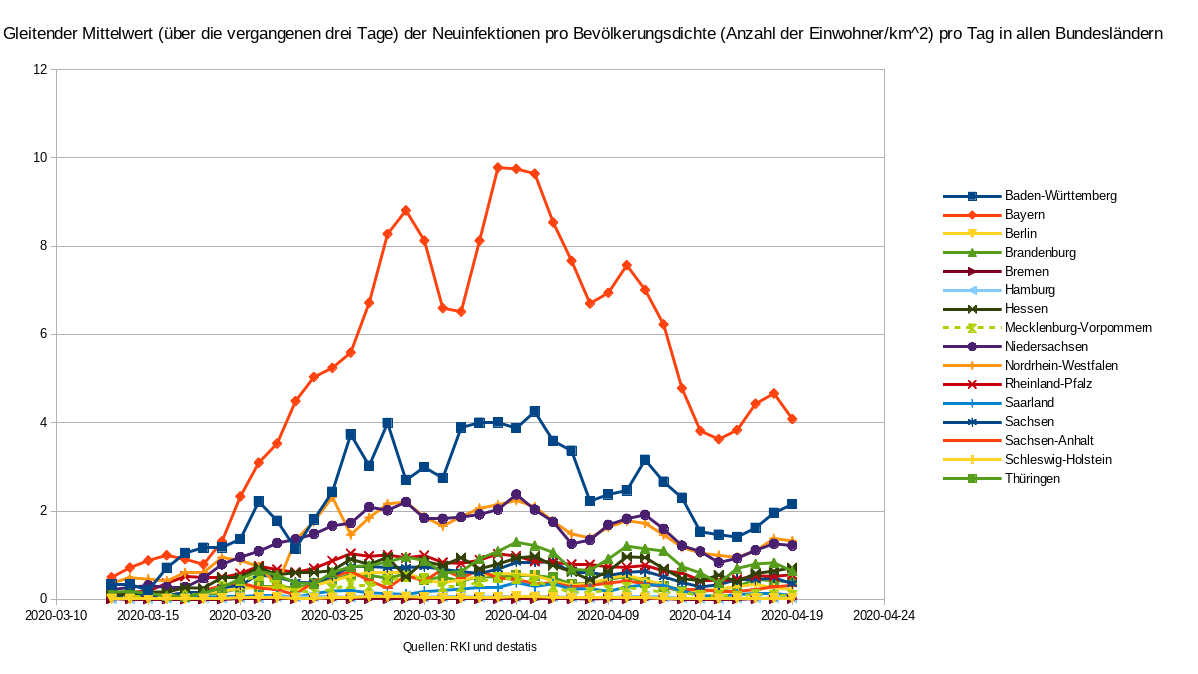 Gleitender Mittelwert (über die vergangenen drei Tage) der Neuinfektionen pro Bevölkerungsdichte (Anzahl der Einwohner/km^2) pro Tag in allen Bundesländern
12
10
8
6
4
2
0
2020-03-10 2020-03-15 2020-03-20 2020-03-25 2020-03-30 2020-04-04 2020-04-09 2020-04-14 2020-04-19 2020-04-24
Quellen: RKI und destatis
Baden-Württemberg
Bayern
Berlin
Brandenburg
Bremen
Hamburg
Hessen
Mecklenburg-Vorpommern
Niedersachsen
Nordrhein-Westfalen
Rheinland-Pfalz
Saarland
Sachsen
Sachsen-Anhalt
Schleswig-Holstein
Thüringen